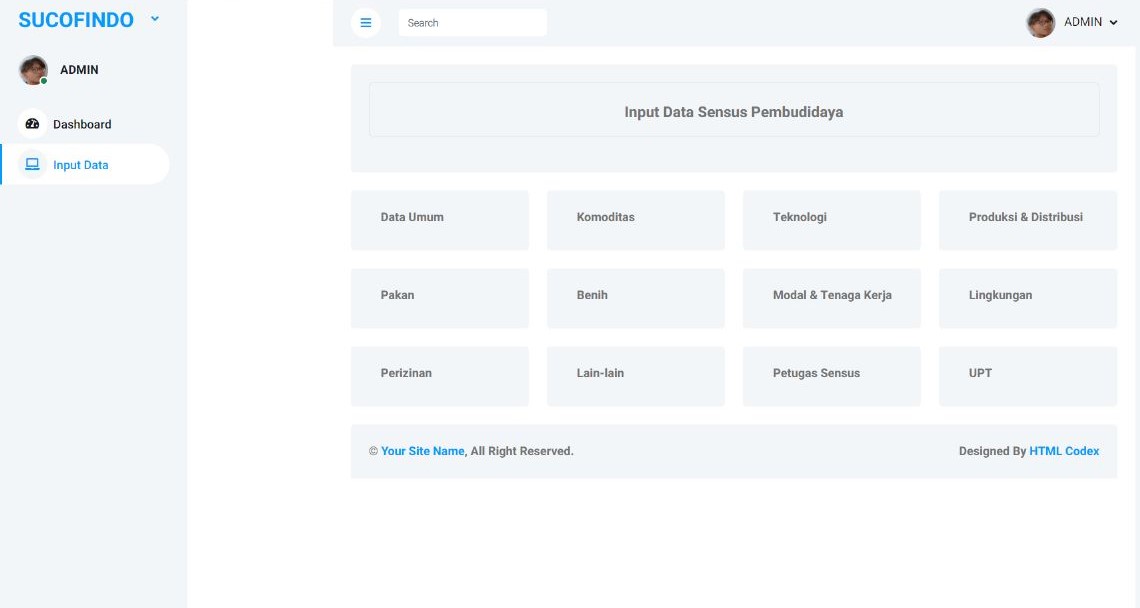 SUCOFINDO
ADMIN
Dashboard
Input Data
Search
ADMIN
Input Data Sensus Pembudidaya
Data Umum
Komoditas
Teknologi
Produksi & Distribusi
Pakan
Benih
Modal & Tenaga Kerja
Lingkungan
Perizinan
Lain-lain
Petugas Sensus
UPT
© Your Site Name, All Right Reserved.
Designed By HTML Codex